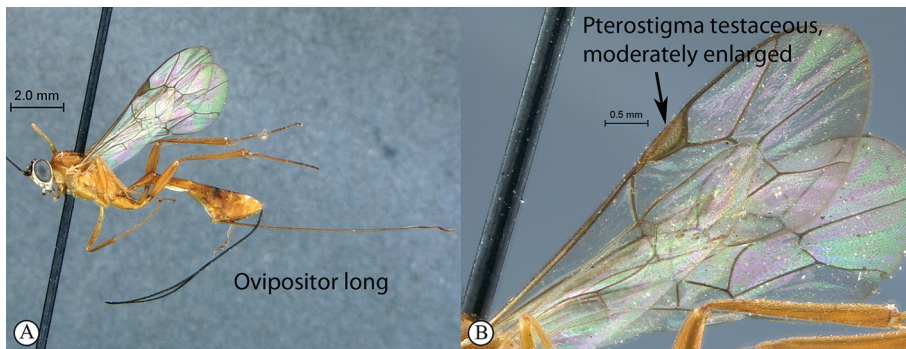 2.0 mm
Ovipositor long
A
Pterostigma testaceous,
moderately enlarged
0.5 mm
B